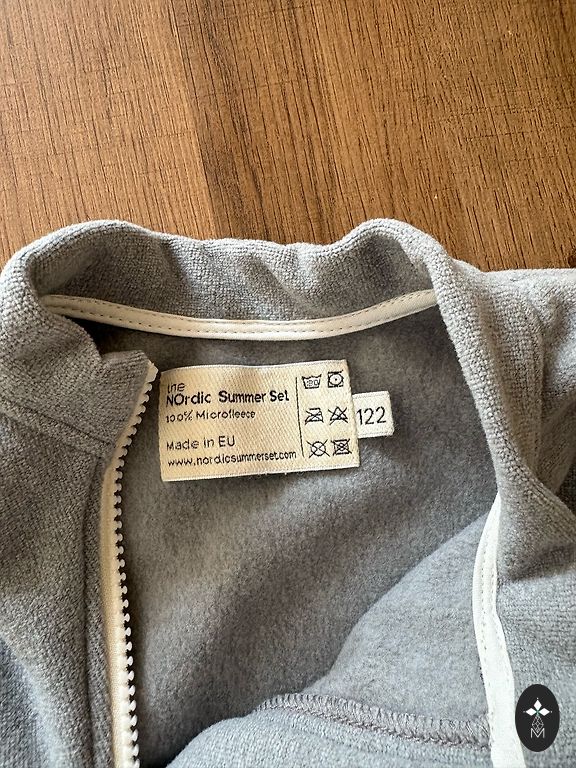 the
NOrdic Summer Set
100% Microfleece
Made in EU
www.nordicsummerset.com
122
M